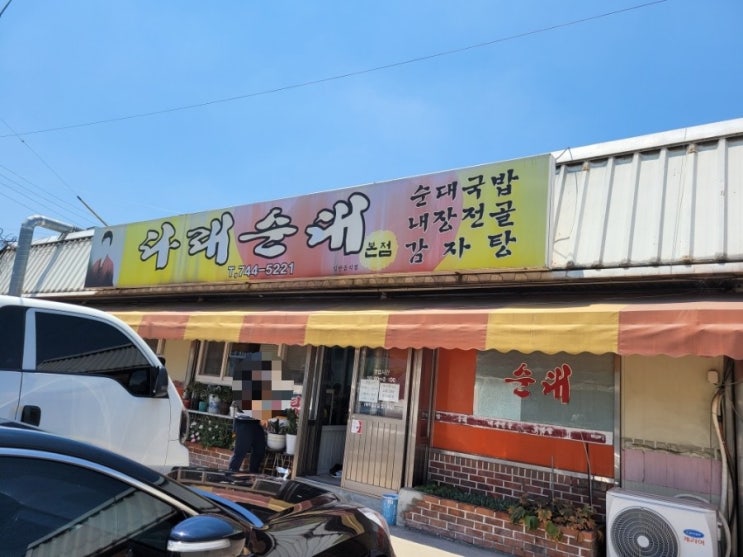 나래순대 본점
T.744-5221
순대국밥
내장전골
감자탕
순대